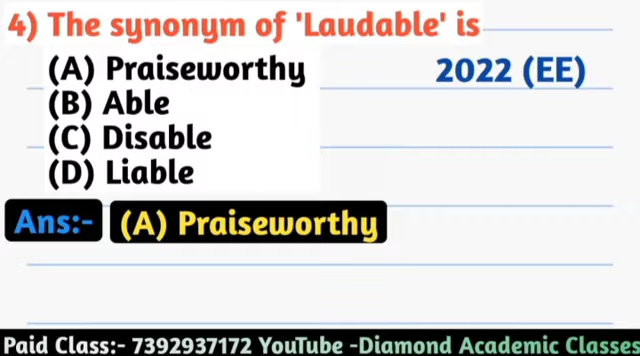 4) The synonym of 'Laudable' is
(A) Praiseworthy 2022 (EE)
(B) Able
(C) Disable
(D) Liable
Ans:- (A) Praiseworthy
Paid Class:- 7392937172 YouTube -Diamond Academic Classes